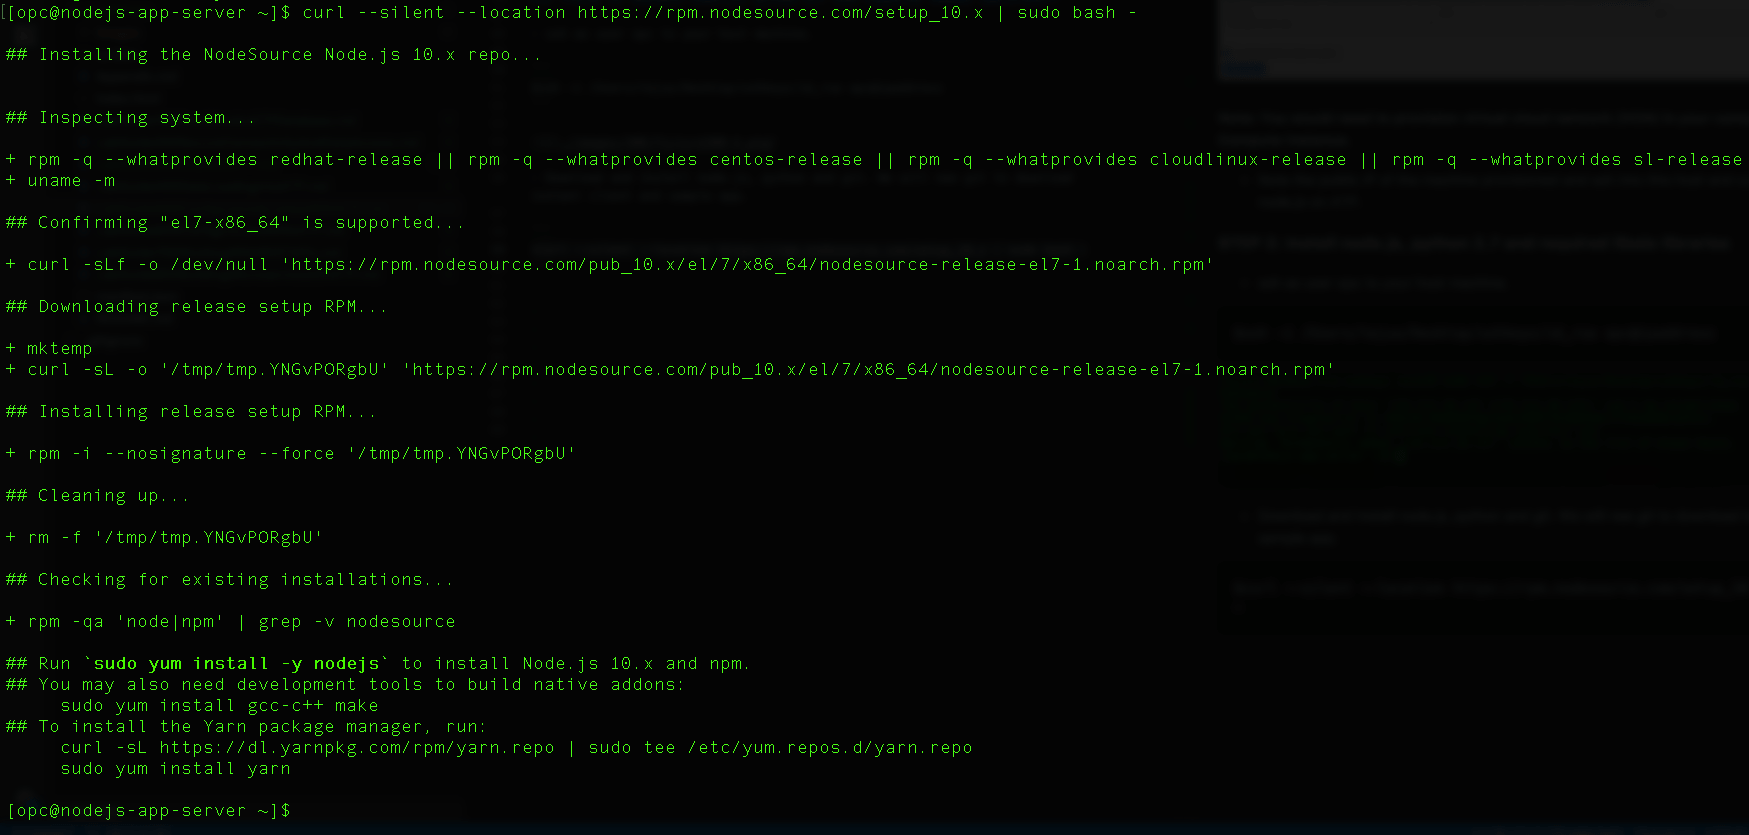 [opc@nodejs-app-server ~]$ curl --silent --location https://rpm.nodesource.com/setup_10.x | sudo bash -
## Installing the NodeSource Node.js 10.x repo...
## Inspecting system...
+ rpm -q --whatprovides redhat-release || rpm -q --whatprovides centos-release || rpm -q --whatprovides cloudlinux-release || rpm -q --whatprovides sl-release
+ uname -m
## Confirming "el7-x86_64" is supported...
+ curl -sLf -o /dev/null 'https://rpm.nodesource.com/pub_10.x/el/7/x86_64/nodesource-release-el7-1.noarch.rpm'
## Downloading release setup RPM...
+ mktemp
+ curl -sL -o '/tmp/tmp.YNGvPORgbU' 'https://rpm.nodesource.com/pub_10.x/el/7/x86_64/nodesource-release-el7-1.noarch.rpm'
## Installing release setup RPM...
+ rpm -i --nosignature --force '/tmp/tmp.YNGvPORgbU'
## Cleaning up...
+ rm -f '/tmp/tmp.YNGvPORgbU'
## Checking for existing installations...
+ rpm -qa 'node|npm' | grep -v nodesource
## Run `sudo yum install -y nodejs` to install Node.js 10.x and npm.
## You may also need development tools to build native addons:
sudo yum install gcc-c++ make
## To install the Yarn package manager, run:
curl -sL https://dl.yarnpkg.com/rpm/yarn.repo | sudo tee /etc/yum.repos.d/yarn.repo
sudo yum install yarn
[opc@nodejs-app-server ~]$